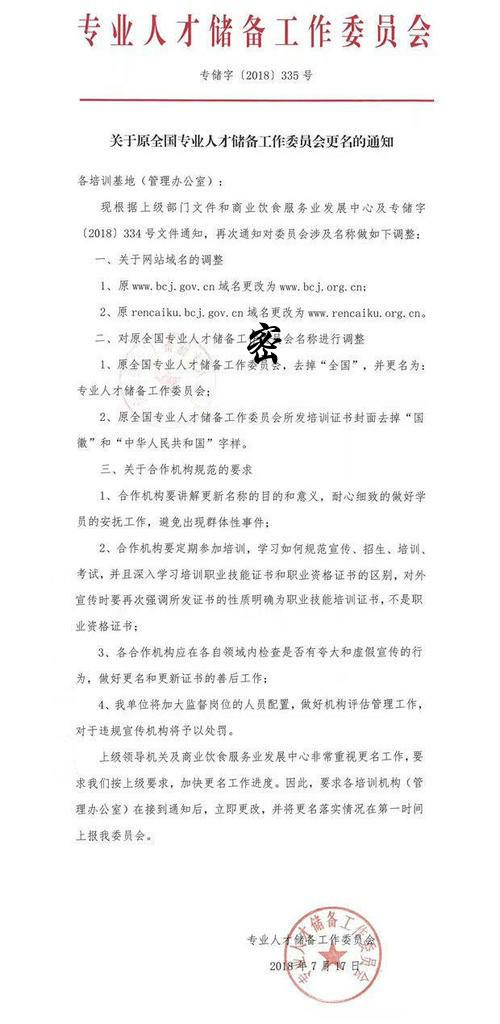 专业人才储备工作委员会
专储字〔2018〕335 号
关于原全国专业人才储备工作委员会更名的通知
各培训基地（管理办公室）：
现根据上级部门文件和商业饮食服务业发展中心及专储字
〔2018〕334 号文件通知，再次通知对委员会涉及名称做如下调整：
一、关于网站域名的调整
1、原 www.bcj.gov.cn 域名更改为 www.bcj.org.cn;
2、原 rencaiku.bcj.gov.cn 域名更改为 www.rencaiku.org.cn。
二、对原全国专业人才储备工作 员会名称进行调整
密
1、原全国专业人才储备工作委员会，去掉“全国”，并更名为：
专业人才储备工作委员会；
2、原全国专业人才储备工作委员会所发培训证书封面去掉“国
徽”和“中华人民共和国”字样。
三、关于合作机构规范的要求
1、合作机构要讲解更新名称的目的和意义，耐心细致的做好学
员的安抚工作，避免出现群体性事件；
2、合作机构要定期参加培训，学习如何规范宣传、招生、培训、
考试，并且深入学习培训职业技能证书和职业资格证书的区别，对外
宣传时要再次强调所发证书的性质明确为职业技能培训证书，不是职
业资格证书；
3、各合作机构应在各自领域内检查是否有夸大和虚假宣传的行
为，做好更名和更新证书的善后工作；
4、我单位将加大监督岗位的人员配置，做好机构评估管理工作，
对于违规宣传机构将予以处罚。
上级领导机关及商业饮食服务业发展中心非常重视更名工作，要
求我们按上级要求，加快更名工作进度。因此，要求各培训机构（管
理办公室）在接到通知后，立即更改，并将更名落实情况在第一时间
上报我委员会。
专业人才储备工作委员会
2018 年 7 月 17 日
专业人才储备工作委员会